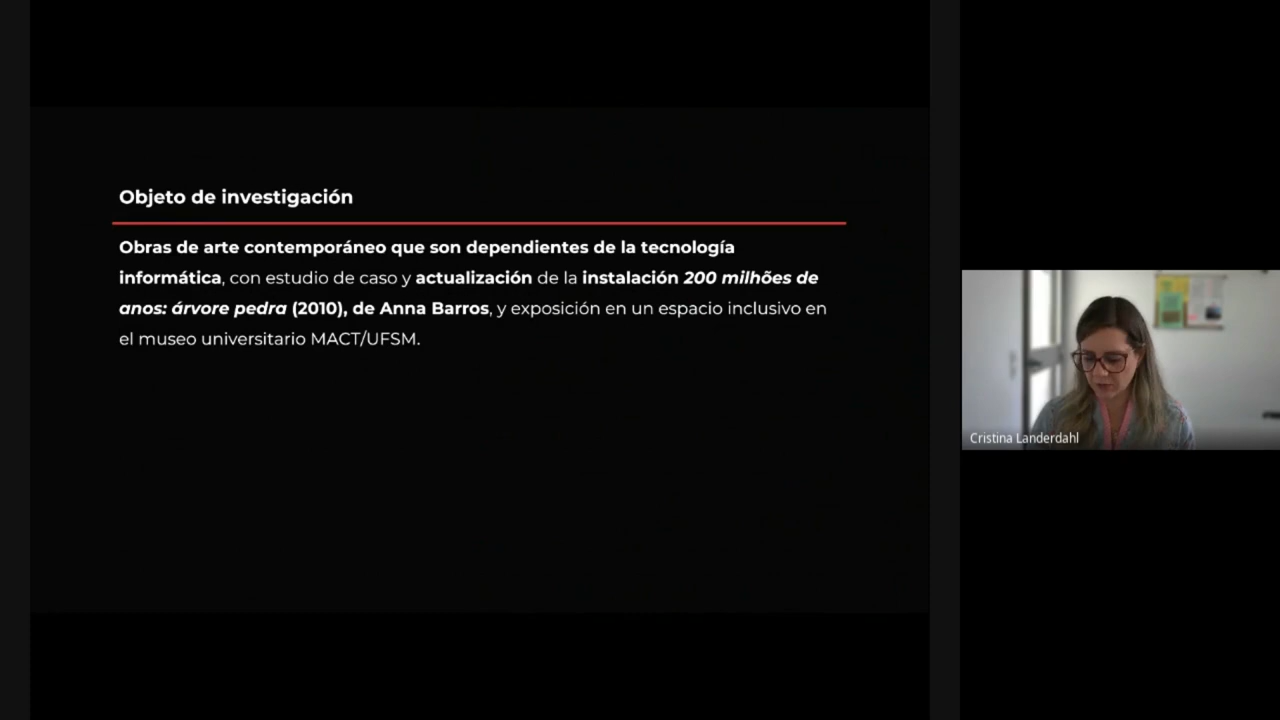 Objeto de investigación
Obras de arte contemporáneo que son dependientes de la tecnología
informática, con estudio de caso y actualización de la instalación 200 milhões de
anos: árvore pedra (2010), de Anna Barros, y exposición en un espacio inclusivo en
el museo universitario MACT/UFSM.
Cristina Landerdahl